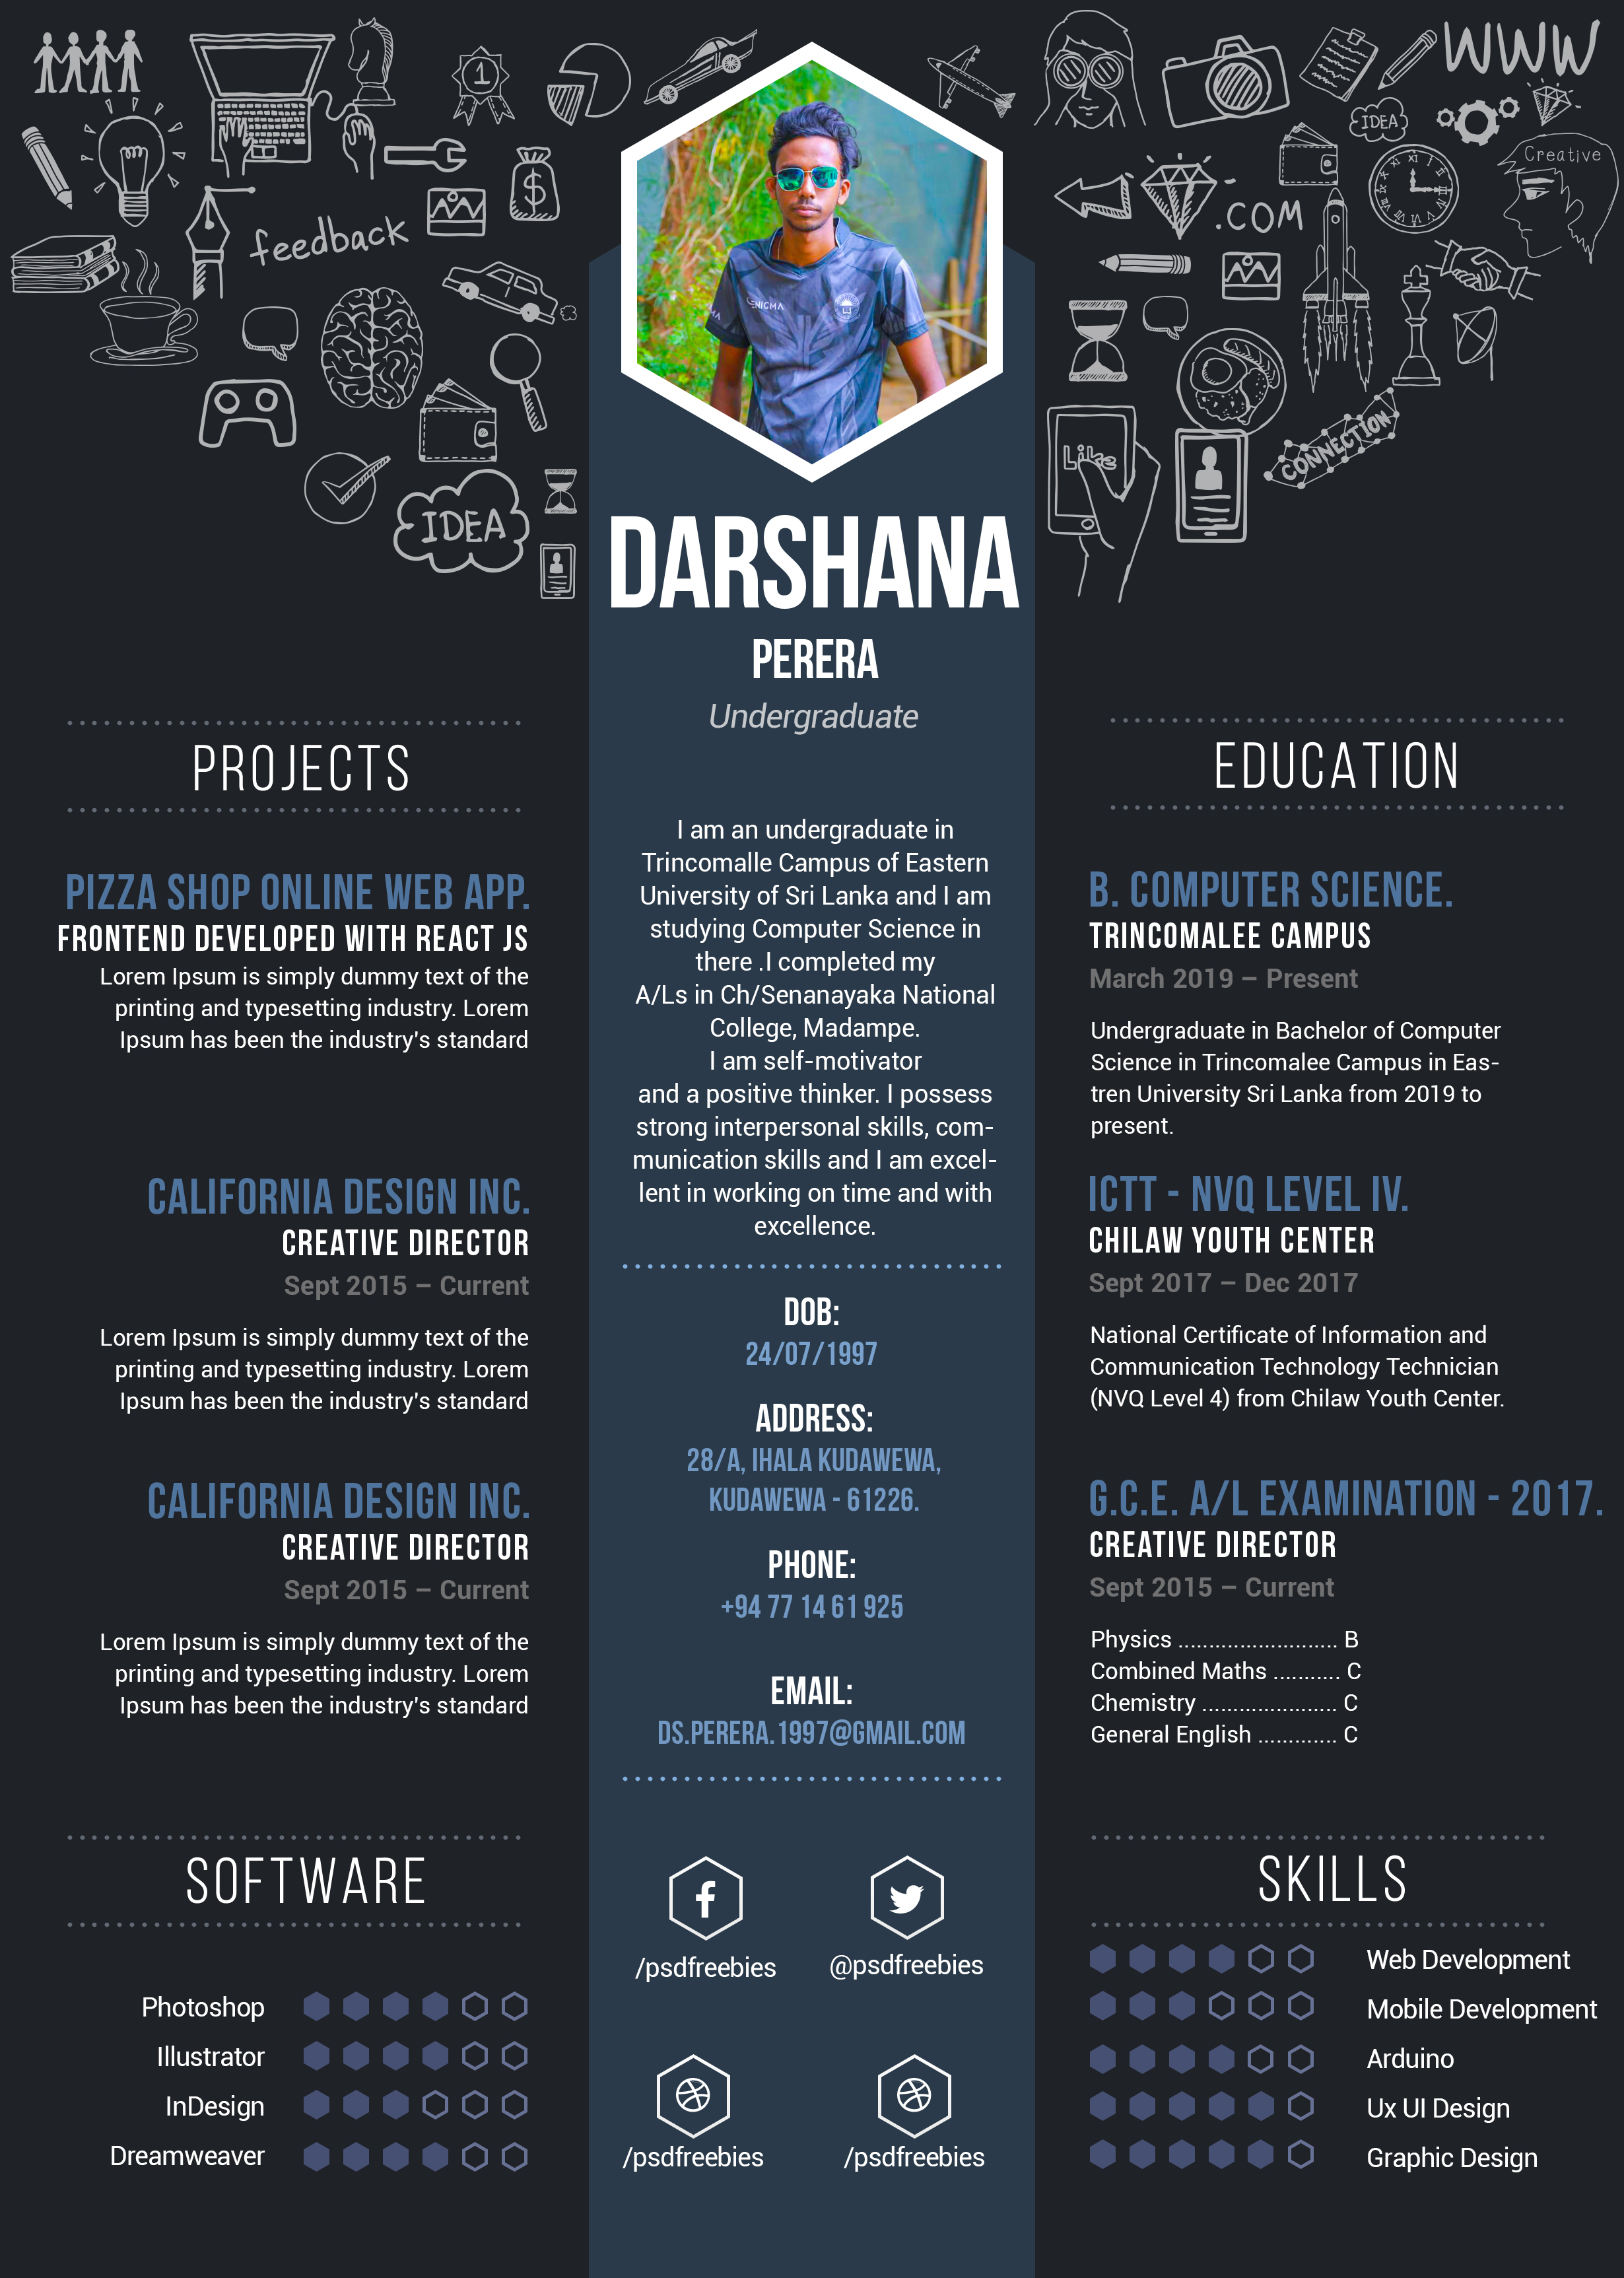 WWW
1
IDEA
Creative
feedback
.COM
ENIGMA
CONNECTION
Like
IDEA
DARSHANA
PERERA
Undergraduate
I am an undergraduate in
Trincomalle Campus of Eastern
University of Sri Lanka and I am
studying Computer Science in
there .I completed my
A/Ls in Ch/Senanayaka National
College, Madampe.
I am self-motivator
and a positive thinker. I possess
strong interpersonal skills, com-
munication skills and I am excel-
lent in working on time and with
excellence.
DOB:
24/07/1997
ADDRESS:
28/A, IHALA KUDAWEWA,
KUDAWEWA - 61226.
PHONE:
+94 77 14 61 925
EMAIL:
DS.PERERA.1997@GMAIL.COM
/psdfreebies
@psdfreebies
/psdfreebies
/psdfreebies
PROJECTS
PIZZA SHOP ONLINE WEB APP.
FRONTEND DEVELOPED WITH REACT JS
Lorem Ipsum is simply dummy text of the
printing and typesetting industry. Lorem
Ipsum has been the industry's standard
CALIFORNIA DESIGN INC.
CREATIVE DIRECTOR
Sept 2015 – Current
Lorem Ipsum is simply dummy text of the
printing and typesetting industry. Lorem
Ipsum has been the industry's standard
CALIFORNIA DESIGN INC.
CREATIVE DIRECTOR
Sept 2015 – Current
Lorem Ipsum is simply dummy text of the
printing and typesetting industry. Lorem
Ipsum has been the industry's standard
SOFTWARE
Photoshop
Illustrator
InDesign
Dreamweaver
EDUCATION
B. COMPUTER SCIENCE.
TRINCOMALEE CAMPUS
March 2019 – Present
Undergraduate in Bachelor of Computer
Science in Trincomalee Campus in Eas-
tren University Sri Lanka from 2019 to
present.
ICTT - NVQ LEVEL IV.
CHILAW YOUTH CENTER
Sept 2017 – Dec 2017
National Certificate of Information and
Communication Technology Technician
(NVQ Level 4) from Chilaw Youth Center.
G.C.E. A/L EXAMINATION - 2017.
CREATIVE DIRECTOR
Sept 2015 – Current
Physics .......................... B
Combined Maths ........... C
Chemistry ...................... C
General English ............. C
SKILLS
Web Development
Mobile Development
Arduino
Ux UI Design
Graphic Design